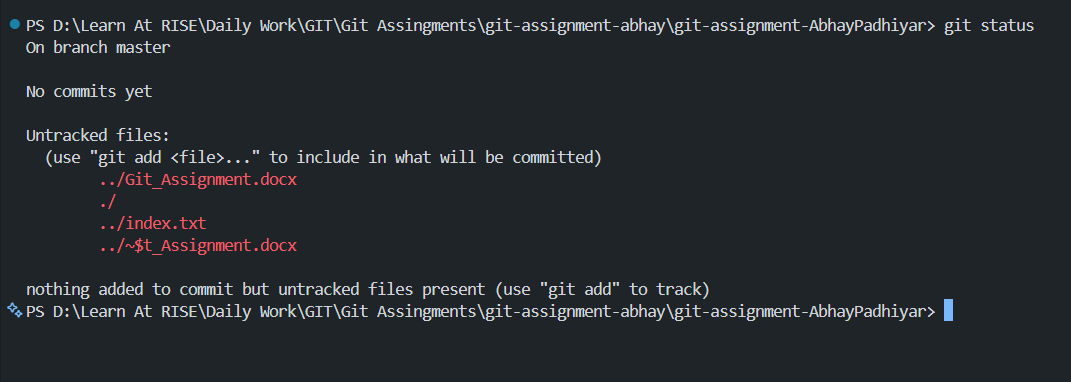 PS D:\Learn At RISE\Daily Work\GIT\Git Assingments\git-assignment-abhay\git-assignment-AbhayPadhiyar> git status
On branch master
No commits yet
Untracked files:
(use "git add <file>..." to include in what will be committed)
../Git_Assignment.docx
./
../index.txt
../~$t_Assignment.docx
nothing added to commit but untracked files present (use "git add" to track)
PS D:\Learn At RISE\Daily Work\GIT\Git Assingments\git-assignment-abhay\git-assignment-AbhayPadhiyar>